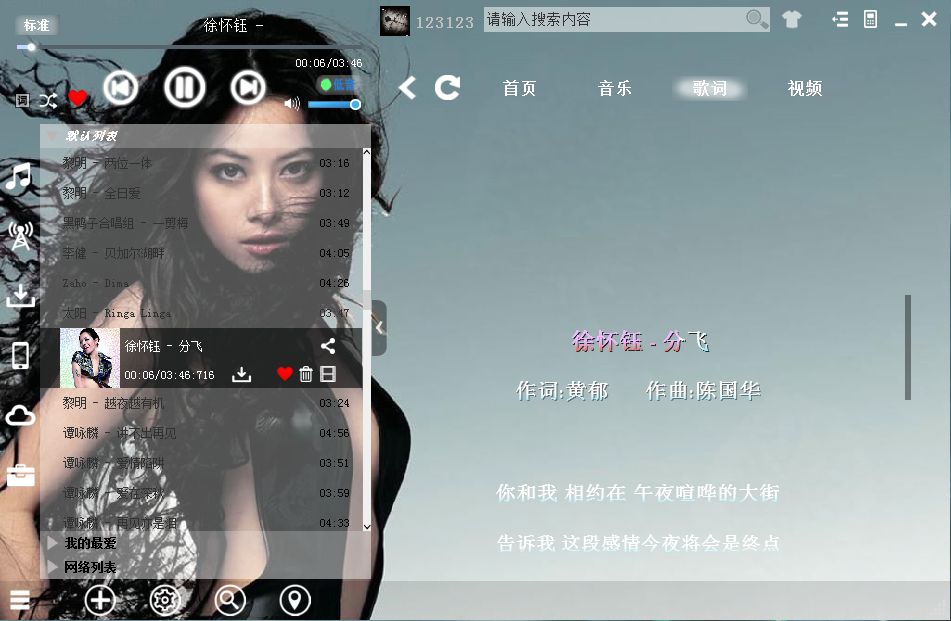 标准
徐怀钰 -
123123
请输入搜索内容
00:06/03:46
低音
词
首页
音乐
歌词
视频
默认列表
黎明 - 两位一体 03:16
黎明 - 全日爱 03:12
黑鸭子合唱组 - 一剪梅 03:49
李健 - 贝加尔湖畔 04:05
Zaho - Dima 04:26
太阳 - Ringa Linga 03:47
徐怀钰 - 分飞
00:06/03:46:716
黎明 - 越夜越有机 03:24
谭咏麟 - 讲不出再见 04:56
谭咏麟 - 爱情陷阱 03:51
谭咏麟 - 爱在深秋 03:59
谭咏麟 - 再见亦是泪 04:33
我的最爱
网络列表
徐怀钰 - 分飞
作词:黄郁 作曲:陈国华
你和我 相约在 午夜喧哗的大街
告诉我 这段感情今夜将会是终点